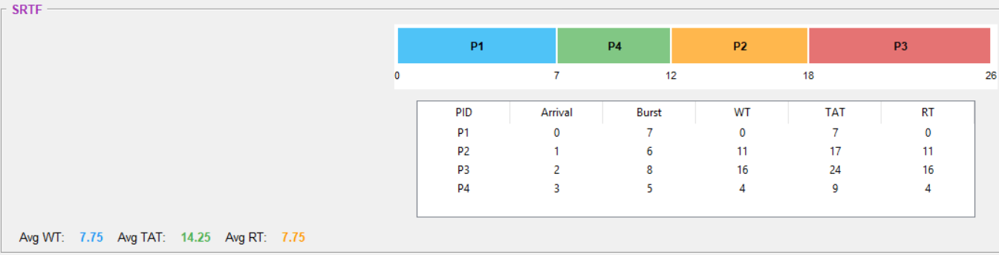 SRTF
P1 P4 P2 P3
0 7 12 18 26
PID Arrival Burst WT TAT RT
P1 0 7 0 7 0
P2 1 6 11 17 11
P3 2 8 16 24 16
P4 3 5 4 9 4
Avg WT: 7.75 Avg TAT: 14.25 Avg RT: 7.75